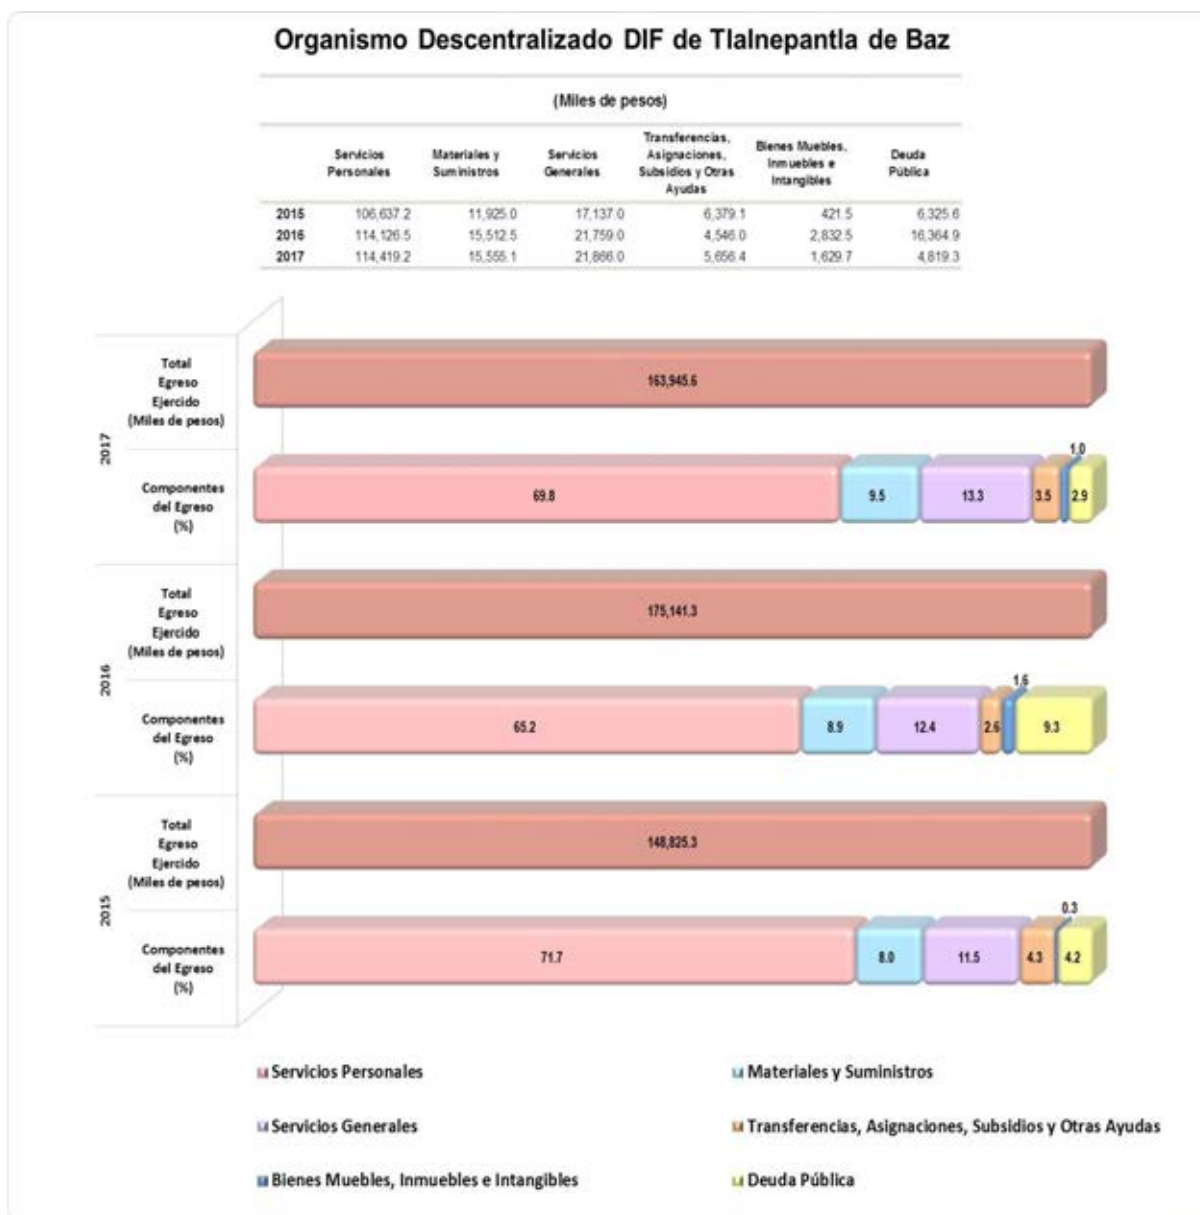 Organismo Descentralizado DIF de Tlalnepantla de Baz
(Miles de pesos)
Servicios Personales
Materiales y Suministros
Servicios Generales
Transferencias, Asignaciones, Subsidios y Otras Ayudas
Bienes Muebles, Inmuebles e Intangibles
Deuda Pública
2015 106,637.2 11,925.0 17,137.0 6,379.1 421.5 6,325.6
2016 114,126.5 15,512.5 21,759.0 4,546.0 2,832.5 16,364.9
2017 114,419.2 15,555.1 21,866.0 5,656.4 1,629.7 4,819.3
2017
Total
Egreso
Ejercido
(Miles de pesos)
163,945.6
Componentes
del Egreso
(%)
69.8 9.5 13.3 3.5 1.0 2.9
2016
Total
Egreso
Ejercido
(Miles de pesos)
175,141.3
Componentes
del Egreso
(%)
65.2 8.9 12.4 2.6 1.6 9.3
2015
Total
Egreso
Ejercido
(Miles de pesos)
148,825.3
Componentes
del Egreso
(%)
71.7 8.0 11.5 4.3 0.3 4.2
Servicios Personales
Materiales y Suministros
Servicios Generales
Transferencias, Asignaciones, Subsidios y Otras Ayudas
Bienes Muebles, Inmuebles e Intangibles
Deuda Pública